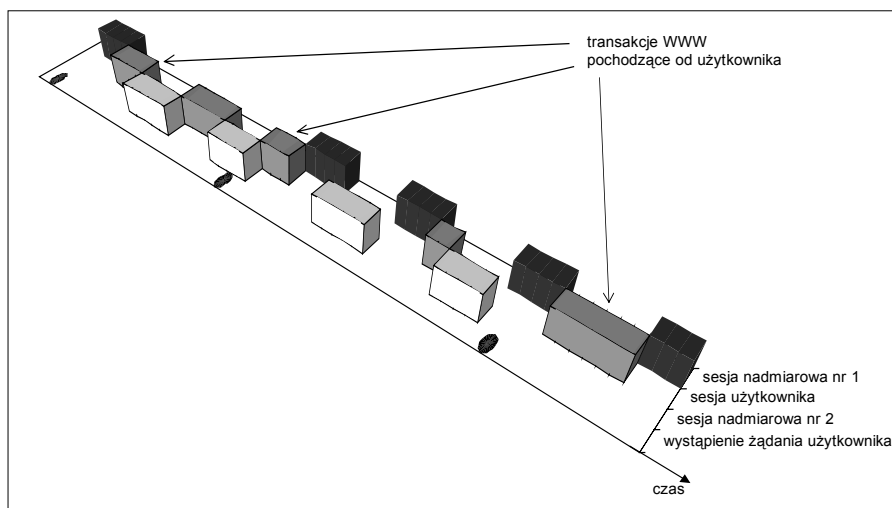 transakcje WWW
pochodzące od użytkownika
sesja nadmiarowa nr 1
sesja użytkownika
sesja nadmiarowa nr 2
wystąpienie żądania użytkownika
czas